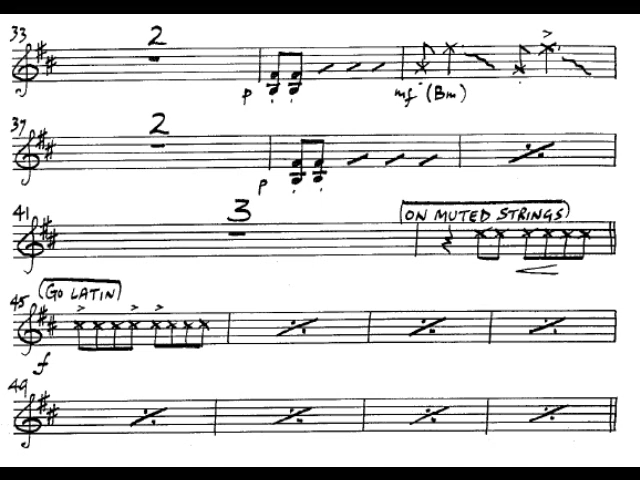 33 2
p mf (Bm)
37 2
p
41 3 ON MUTED STRINGS
45 GO LATIN
f
49